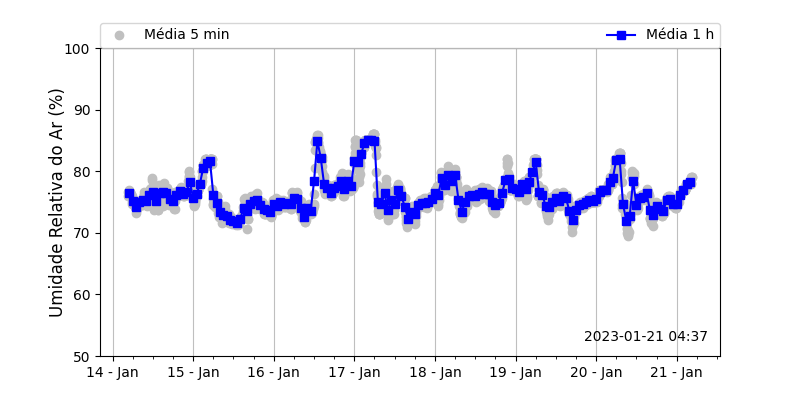 Média 5 min
Média 1 h
Umidade Relativa do Ar (%)
100
90
80
70
60
50
2023-01-21 04:37
14 - Jan
15 - Jan
16 - Jan
17 - Jan
18 - Jan
19 - Jan
20 - Jan
21 - Jan